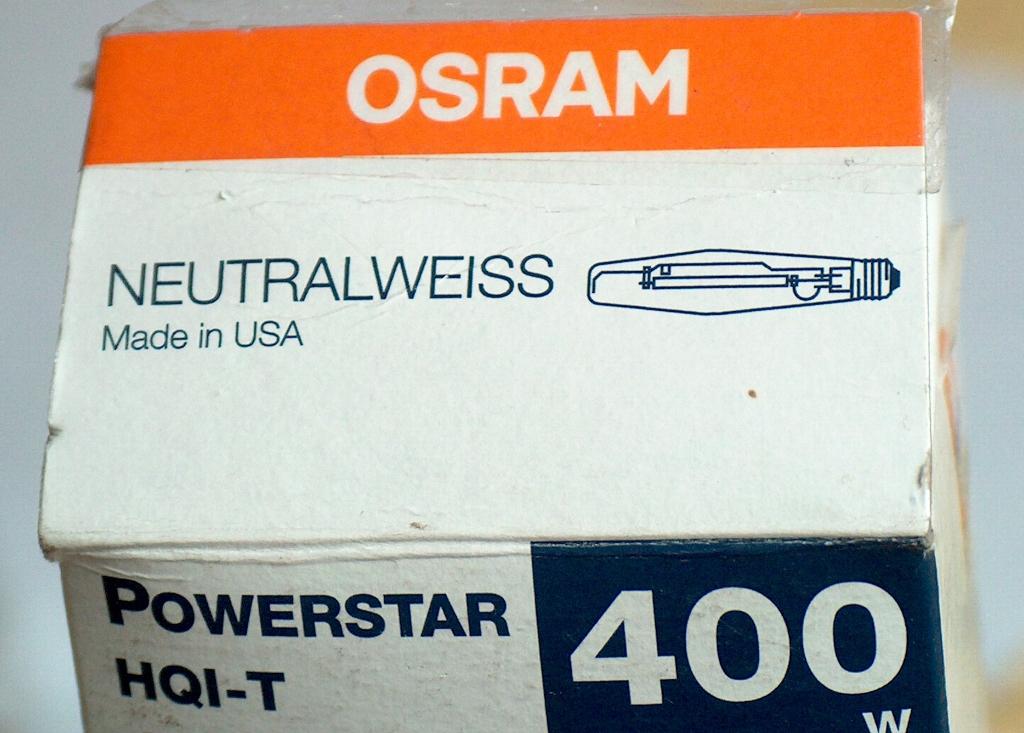 OSRAM
NEUTRALWEISS
Made in USA
POWERSTAR
HQI-T
400
W